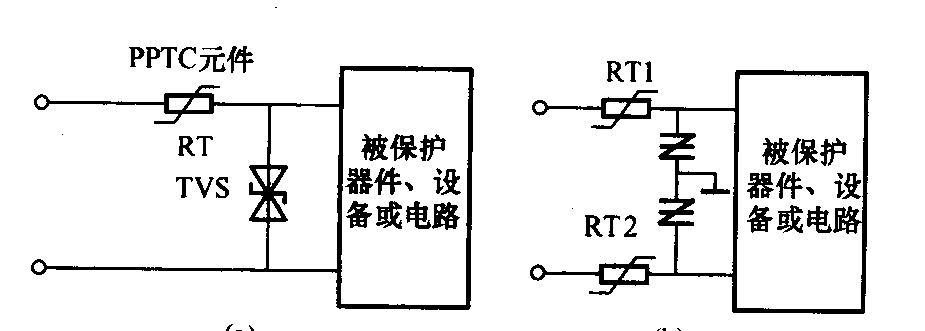 PPTC元件
RT
TVS
被保护
器件、设
备或电路
(a)
RT1
RT2
被保护
器件、设
备或电路
(b)